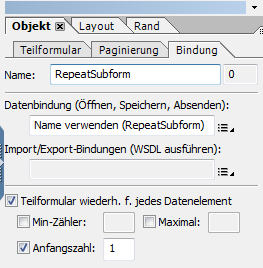 Objekt Layout Rand
Teilformular Paginierung Bindung
Name: RepeatSubform 0
Datenbindung (Öffnen, Speichern, Absenden):
Name verwenden (RepeatSubform)
Import/Export-Bindungen (WSDL ausführen):
Teilformular wiederh. f. jedes Datenelement
Min-Zähler: Maximal:
Anfangszahl: 1